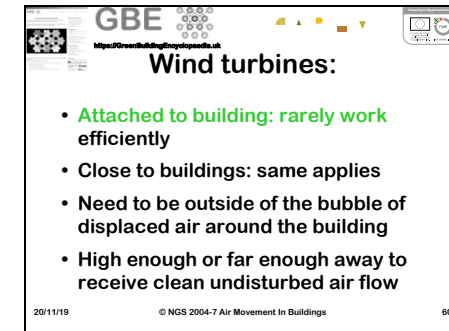 GBE
https://GreenBuildingEncyclopaedia.uk
Wind turbines:
• Attached to building: rarely work
efficiently
• Close to buildings: same applies
• Need to be outside of the bubble of
displaced air around the building
• High enough or far enough away to
receive clean undisturbed air flow
20/11/19
© NGS 2004-7 Air Movement In Buildings
60